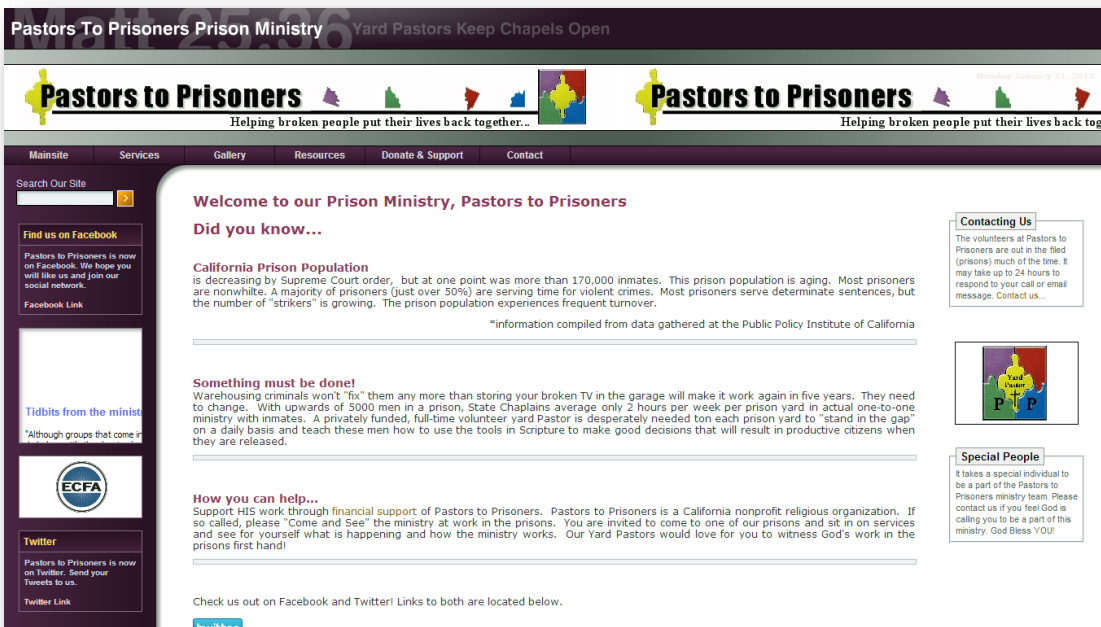 Matt 25:36
Pastors To Prisoners Prison Ministry
Yard Pastors Keep Chapels Open
Monday January 21, 2013
Pastors to Prisoners
Helping broken people put their lives back together...
Pastors to Prisoners
Helping broken people put their lives back tog
Mainsite Services Gallery Resources Donate & Support Contact
Search Our Site
Find us on Facebook
Pastors to Prisoners is now
on Facebook. We hope you
will like us and join our
social network.
Facebook Link
Tidbits from the minist
"Although groups that come in
ECFA
Twitter
Pastors to Prisoners is now
on Twitter. Send your
Tweets to us.
Twitter Link
Welcome to our Prison Ministry, Pastors to Prisoners
Did you know...
California Prison Population
is decreasing by Supreme Court order, but at one point was more than 170,000 inmates. This prison population is aging. Most prisoners
are nonwhite. A majority of prisoners (just over 50%) are serving time for violent crimes. Most prisoners serve determinate sentences, but
the number of "strikers" is growing. The prison population experiences frequent turnover.
*information compiled from data gathered at the Public Policy Institute of California
Something must be done!
Warehousing criminals won't "fix" them any more than storing your broken TV in the garage will make it work again in five years. They need
to change. With upwards of 5000 men in a prison, State Chaplains average only 2 hours per week per prison yard in actual one-to-one
ministry with inmates. A privately funded, full-time volunteer yard Pastor is desperately needed ton each prison yard to "stand in the gap"
on a daily basis and teach these men how to use the tools in Scripture to make good decisions that will result in productive citizens when
they are released.
How you can help...
Support HIS work through financial support of Pastors to Prisoners. Pastors to Prisoners is a California nonprofit religious organization. If
so called, please "Come and See" the ministry at work in the prisons. You are invited to come to one of our prisons and sit in on services
and see for yourself what is happening and how the ministry works. Our Yard Pastors would love for you to witness God's work in the
prisons first hand!
Check us out on Facebook and Twitter! Links to both are located below.
Contacting Us
The volunteers at Pastors to
Prisoners are out in the filed
(prisons) much of the time. It
may take up to 24 hours to
respond to your call or email
message. Contact us...
Yard
Pastor
P P
Special People
It takes a special individual to
be a part of the Pastors to
Prisoners ministry team. Please
contact us if you feel God is
calling you to be a part of this
ministry. God Bless YOU!